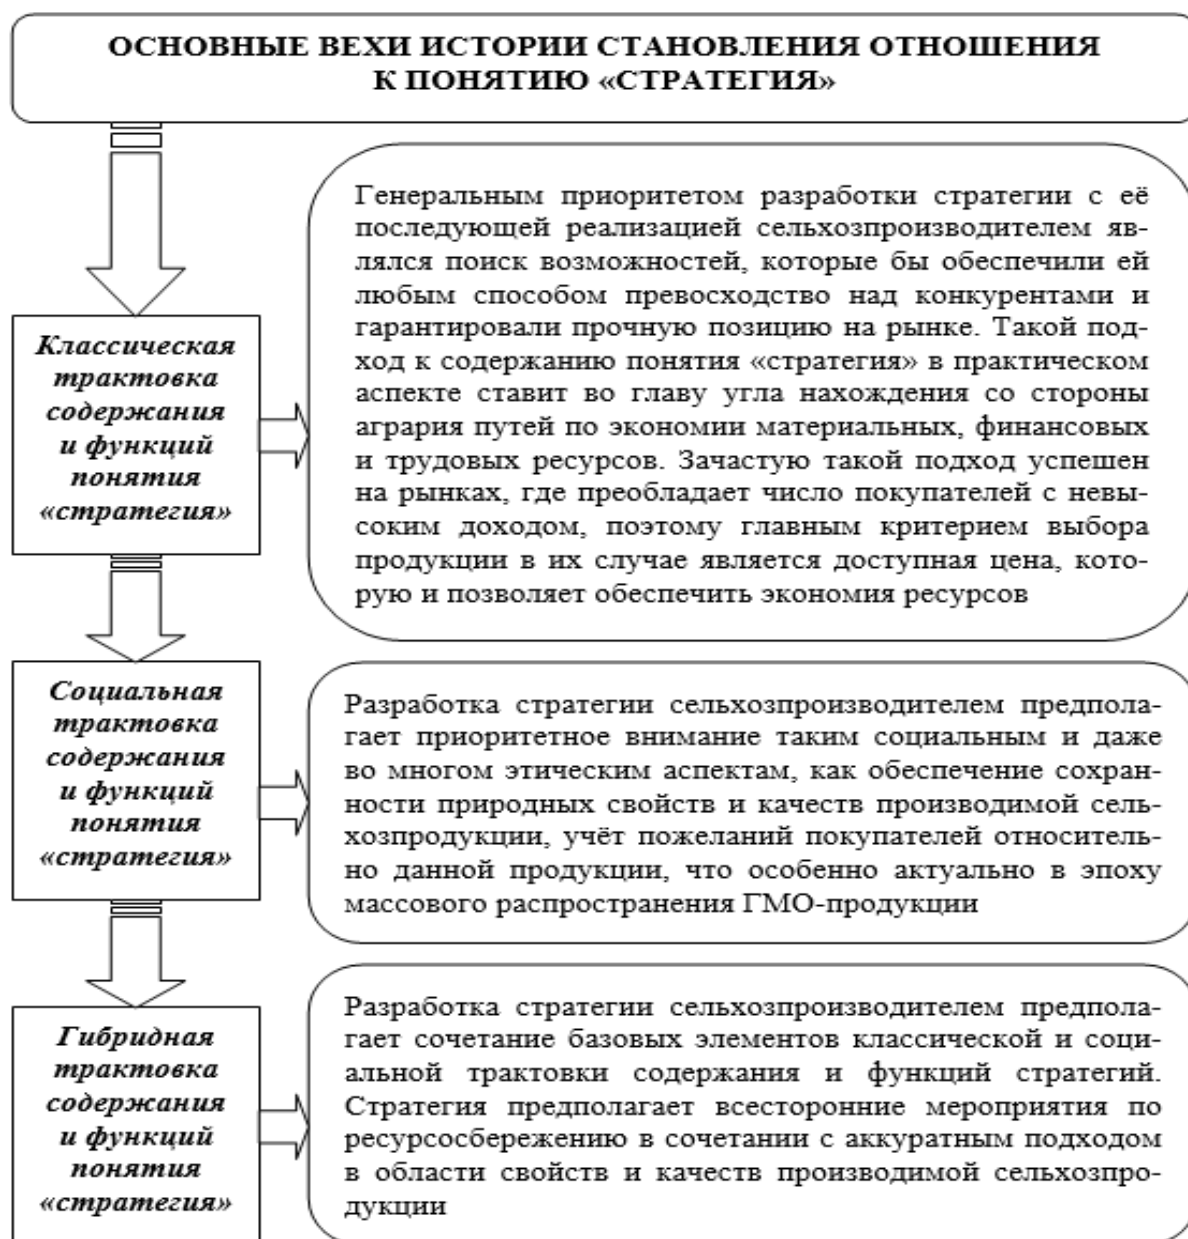 ОСНОВНЫЕ ВЕХИ ИСТОРИИ СТАНОВЛЕНИЯ ОТНОШЕНИЯ
К ПОНЯТИЮ «СТРАТЕГИЯ»
Классическая
трактовка
содержания
и функций
понятия
«стратегия»
Генеральным приоритетом разработки стратегии с её
последующей реализацией сельхозпроизводителем яв-
лялся поиск возможностей, которые бы обеспечили ей
любым способом превосходство над конкурентами и
гарантировали прочную позицию на рынке. Такой под-
ход к содержанию понятия «стратегия» в практическом
аспекте ставит во главу угла нахождения со стороны
агрария путей по экономии материальных, финансовых
и трудовых ресурсов. Зачастую такой подход успешен
на рынках, где преобладает число покупателей с невы-
соким доходом, поэтому главным критерием выбора
продукции в их случае является доступная цена, кото-
рую и позволяет обеспечить экономия ресурсов
Социальная
трактовка
содержания
и функций
понятия
«стратегия»
Разработка стратегии сельхозпроизводителем предпола-
гает приоритетное внимание таким социальным и даже
во многом этическим аспектам, как обеспечение сохран-
ности природных свойств и качеств производимой сель-
хозпродукции, учёт пожеланий покупателей относитель-
но данной продукции, что особенно актуально в эпоху
массового распространения ГМО-продукции
Гибридная
трактовка
содержания
и функций
понятия
«стратегия»
Разработка стратегии сельхозпроизводителем предпола-
гает сочетание базовых элементов классической и соци-
альной трактовки содержания и функций стратегий.
Стратегия предполагает всесторонние мероприятия по
ресурсосбережению в сочетании с аккуратным подходом
в области свойств и качеств производимой сельхозпро-
дукции